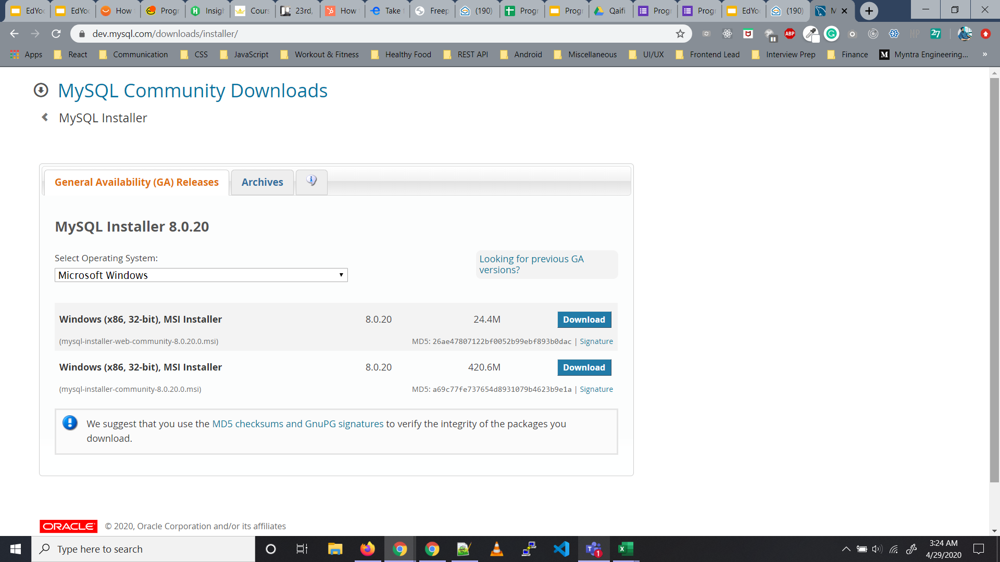 EdYo EdYo How Progr Insigh Cours 23rd, How Take Freep (190) Progr Prog Qaifi Progr Progr EdYo (190) M
dev.mysql.com/downloads/installer/
ABP G NP 27
Apps React Communication CSS JavaScript Workout & Fitness Healthy Food REST API Android Miscellaneous UI/UX Frontend Lead Interview Prep Finance M Myntra Engineering... »
MySQL Community Downloads
MySQL Installer
General Availability (GA) Releases Archives
MySQL Installer 8.0.20
Select Operating System:
Looking for previous GA
versions?
Microsoft Windows
Windows (x86, 32-bit), MSI Installer 8.0.20 24.4M Download
(mysql-installer-web-community-8.0.20.0.msi) MD5: 26ae47807122bf0052b99ebf893b0dac | Signature
Windows (x86, 32-bit), MSI Installer 8.0.20 420.6M Download
(mysql-installer-community-8.0.20.0.msi) MD5: a69c77fe737654d8931079b4623b9e1a | Signature
We suggest that you use the MD5 checksums and GnuPG signatures to verify the integrity of the packages you
download.
ORACLE © 2020, Oracle Corporation and/or its affiliates
Type here to search
1
3:24 AM
4/29/2020